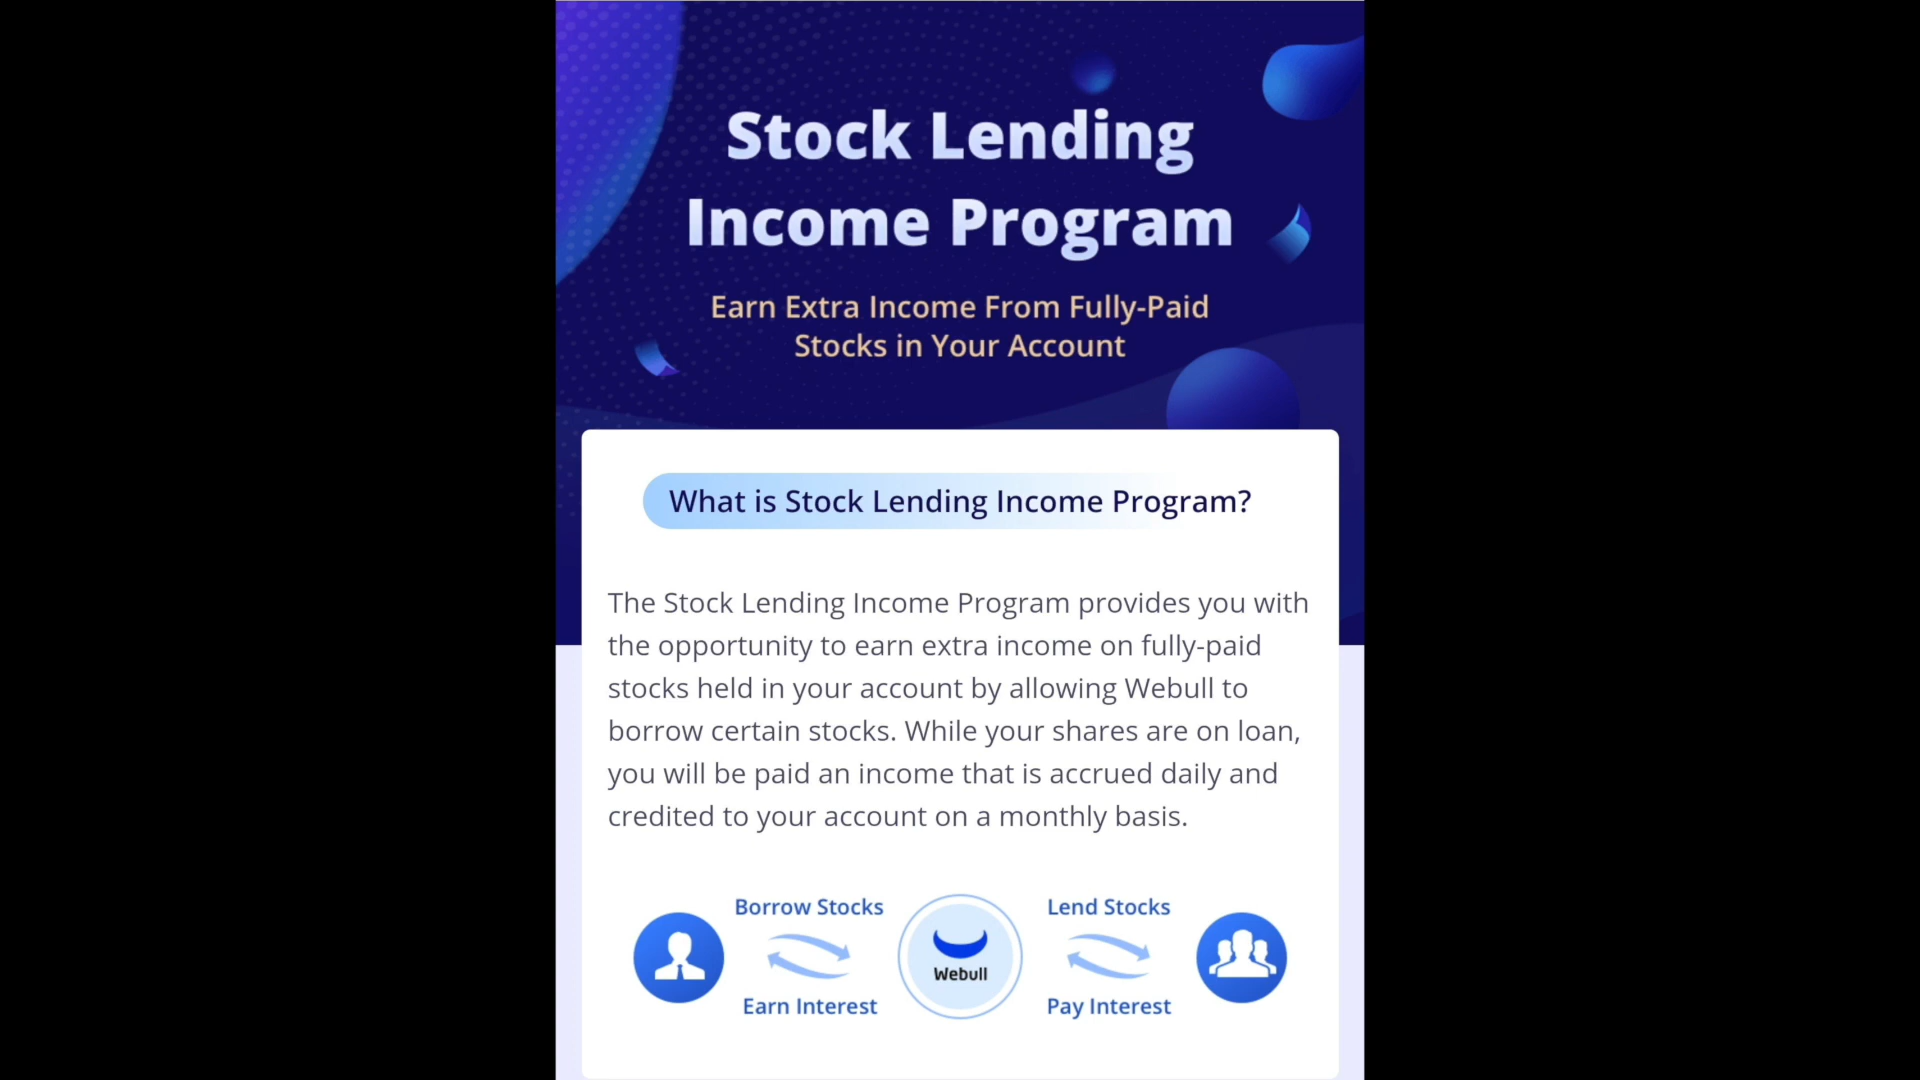 Stock Lending
Income Program
Earn Extra Income From Fully-Paid
Stocks in Your Account
What is Stock Lending Income Program?
The Stock Lending Income Program provides you with
the opportunity to earn extra income on fully-paid
stocks held in your account by allowing Webull to
borrow certain stocks. While your shares are on loan,
you will be paid an income that is accrued daily and
credited to your account on a monthly basis.
Borrow Stocks
Earn Interest
Webull
Lend Stocks
Pay Interest